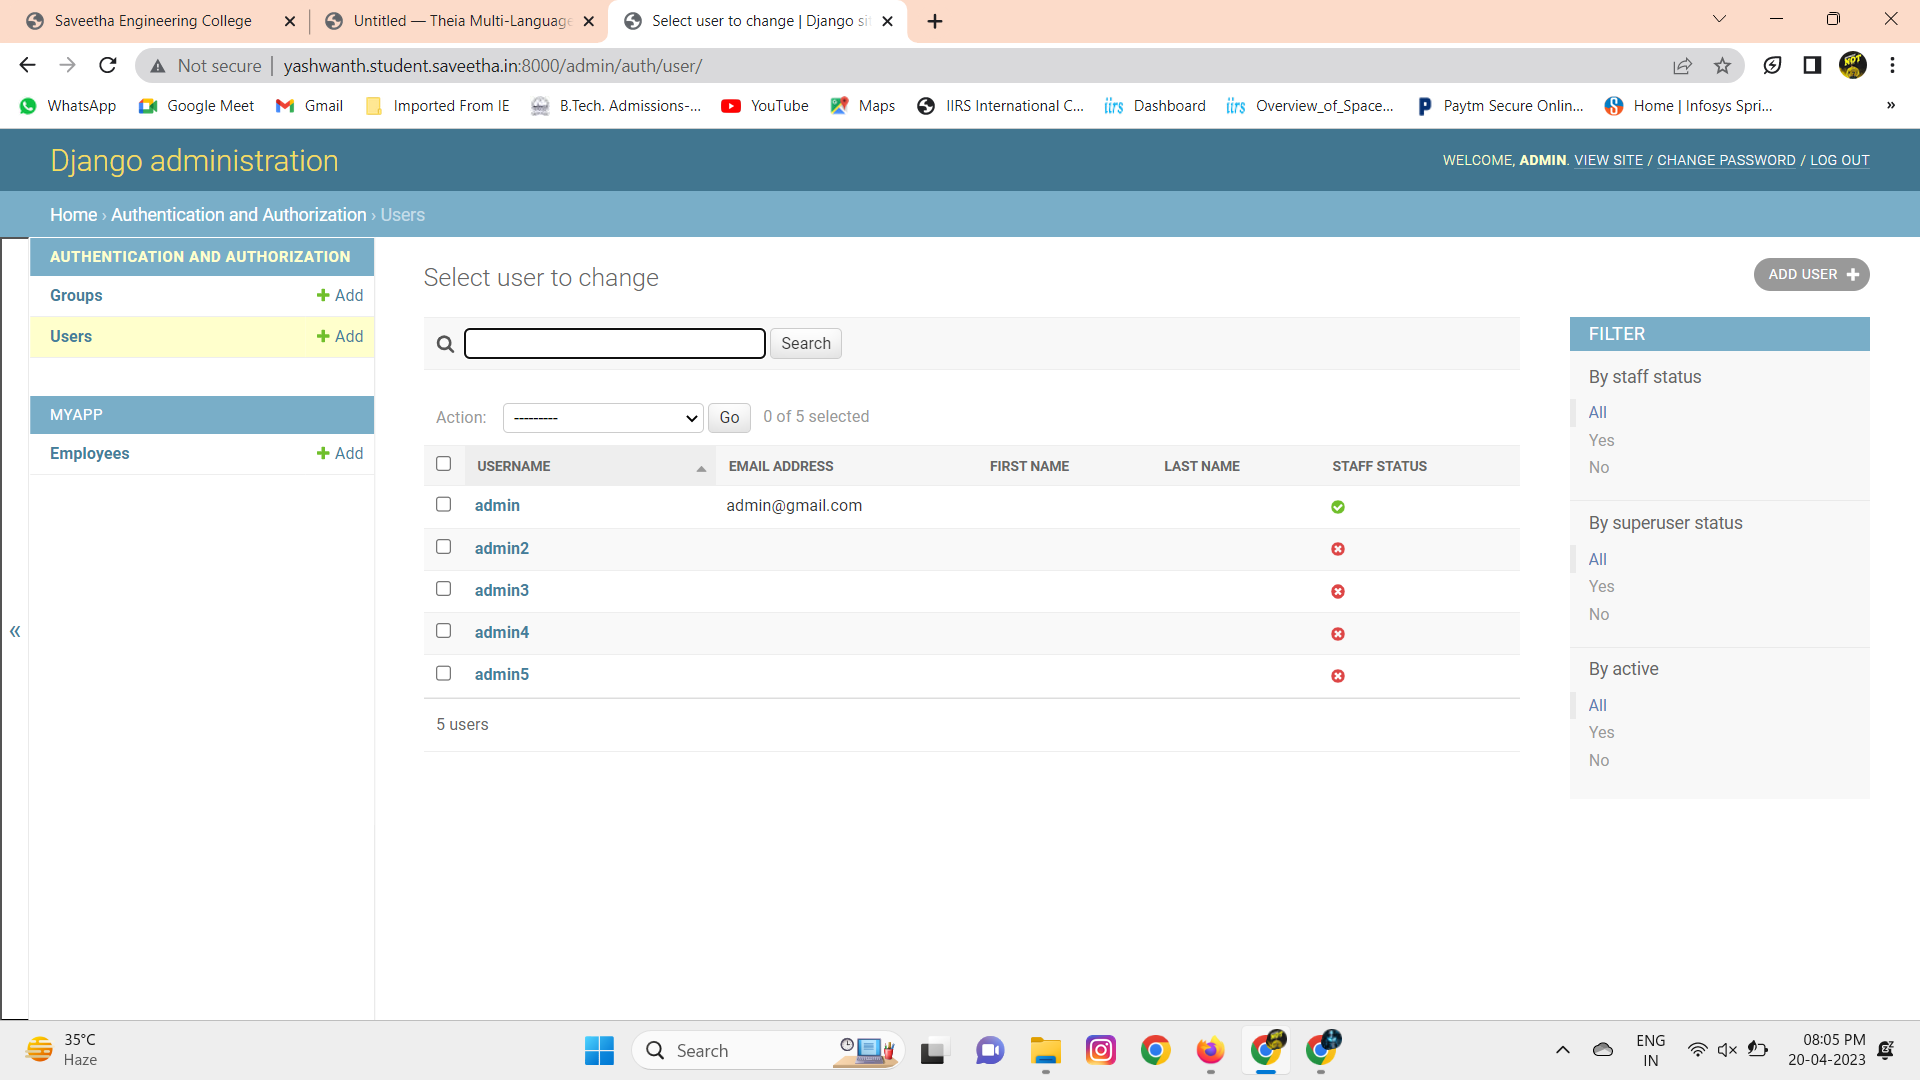 Saveetha Engineering College
Untitled — Theia Multi-Language
Select user to change | Django si
Not secure | yashwanth.student.saveetha.in:8000/admin/auth/user/
WhatsApp Google Meet Gmail Imported From IE B.Tech. Admissions-... YouTube Maps IIRS International C... Dashboard Overview_of_Space... Paytm Secure Onlin... Home | Infosys Spri... »
Django administration
WELCOME, ADMIN. VIEW SITE / CHANGE PASSWORD / LOG OUT
Home › Authentication and Authorization › Users
AUTHENTICATION AND AUTHORIZATION
Groups + Add
Users + Add
MYAPP
Employees + Add
«
Select user to change
ADD USER +
Search
Action: --------- Go 0 of 5 selected
USERNAME EMAIL ADDRESS FIRST NAME LAST NAME STAFF STATUS
admin admin@gmail.com
admin2
admin3
admin4
admin5
5 users
FILTER
By staff status
All
Yes
No
By superuser status
All
Yes
No
By active
All
Yes
No
35°C
Haze
Search
ENG
IN
08:05 PM
20-04-2023